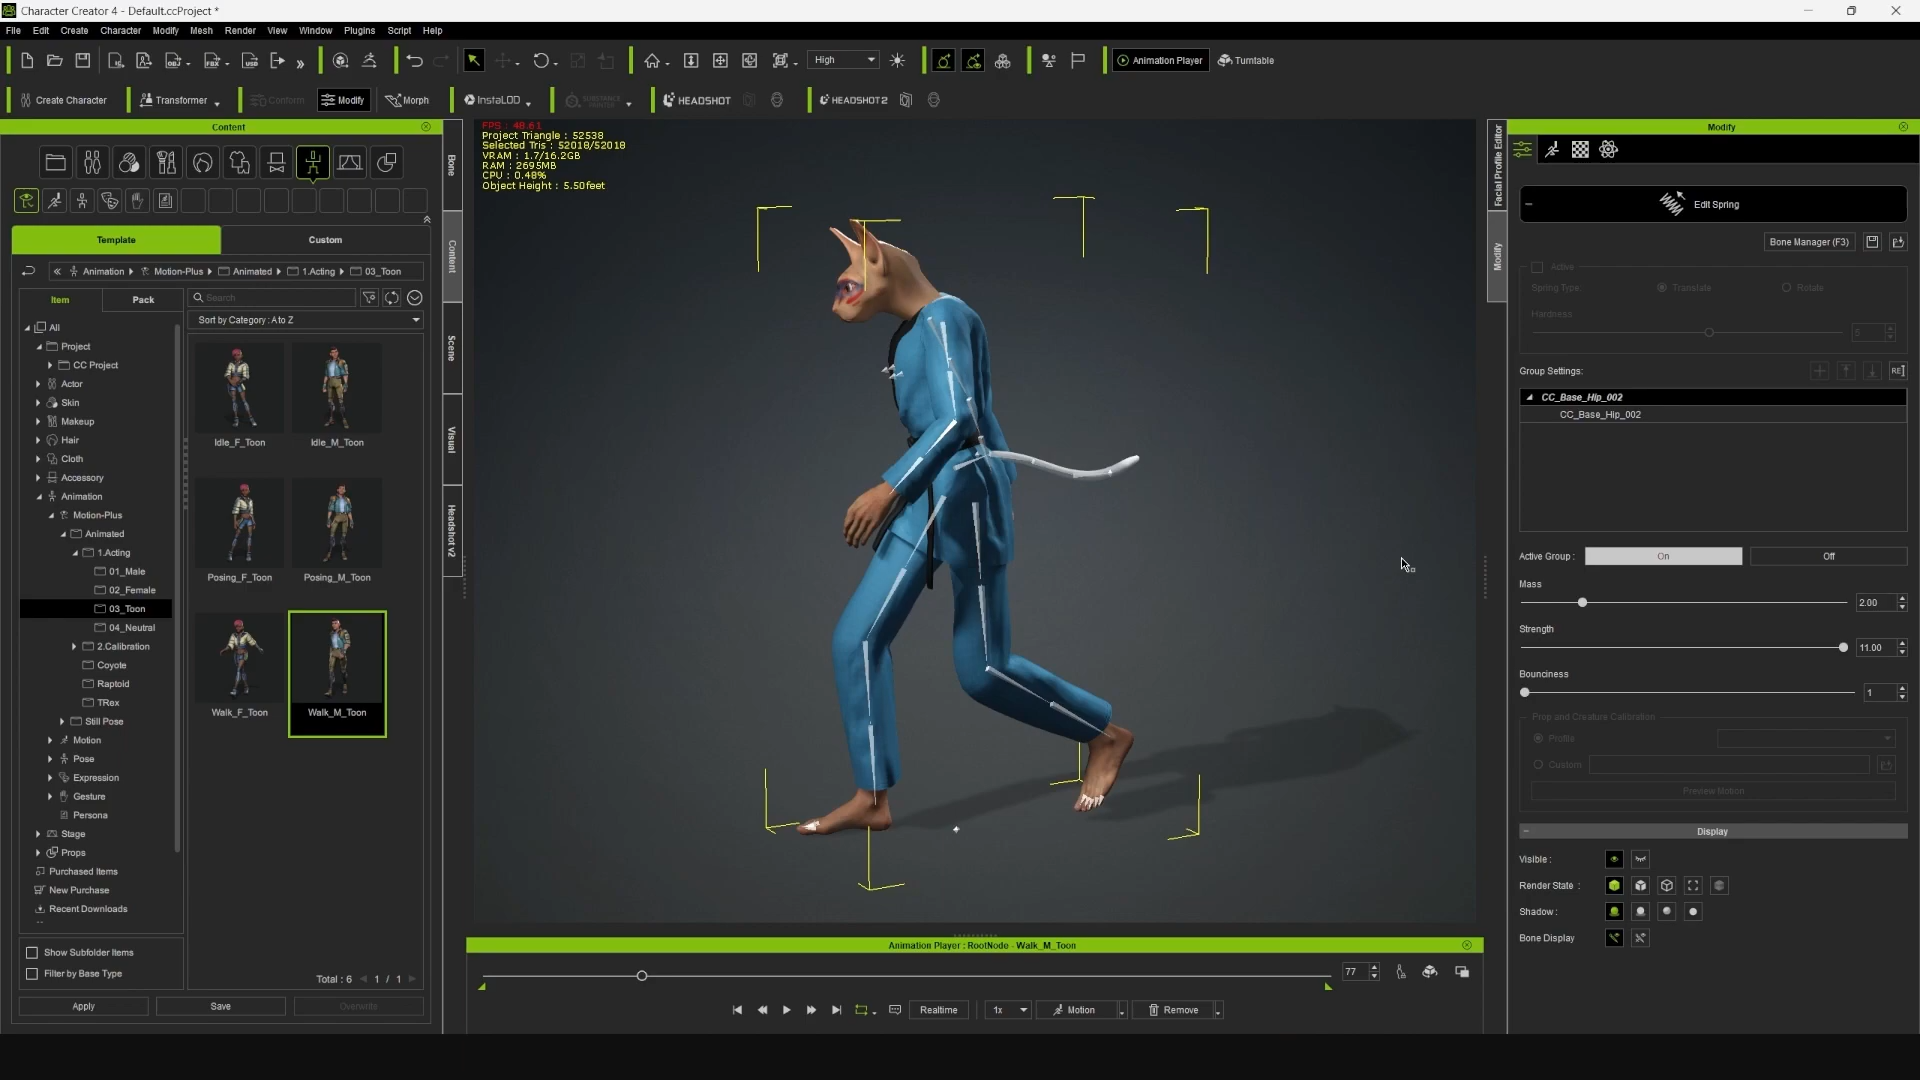 Character Creator 4 - Default.ccProject *
File Edit Create Character Modify Mesh Render View Window Plugins Script Help
High Animation Player Turntable
Create Character Transformer Conform Modify Morph InstaLOD HEADSHOT HEADSHOT2
Content
Template Custom
« Animation Motion-Plus Animated 1.Acting 03_Toon
Item Pack Search
Sort by Category : A to Z
All
Project
CC Project
Actor
Skin
Makeup
Hair
Cloth
Accessory
Animation
Motion-Plus
Animated
1.Acting
01_Male
02_Female
03_Toon
04_Neutral
2.Calibration
Coyote
Raptoid
TRex
Still Pose
Motion
Pose
Expression
Gesture
Persona
Stage
Props
Purchased Items
New Purchase
Recent Downloads
Idle_F_Toon Idle_M_Toon
Posing_F_Toon Posing_M_Toon
Walk_F_Toon Walk_M_Toon
Show Subfolder Items
Filter by Base Type
Total : 6 1 / 1
Apply Save Overwrite
Bone
Content
Scene
Visual
Headshot v2
FPS : 48.61
Project Triangle : 52538
Selected Tris : 52018/52018
VRAM : 1.7/16.2GB
RAM : 2695MB
CPU : 0.48%
Object Height : 5.50feet
Animation Player : RootNode - Walk_M_Toon
77
Realtime 1x Motion Remove
Facial Profile Editor
Modify
Modify
Edit Spring
Bone Manager (F3)
Active
Spring Type: Translate Rotate
Hardness
Group Settings: RE
CC_Base_Hip_002
CC_Base_Hip_002
Active Group : On Off
Mass
2.00
Strength
11.00
Bounciness
1
Prop and Creature Calibration
Profile
Custom
Preview Motion
Display
Visible :
Render State :
Shadow :
Bone Display